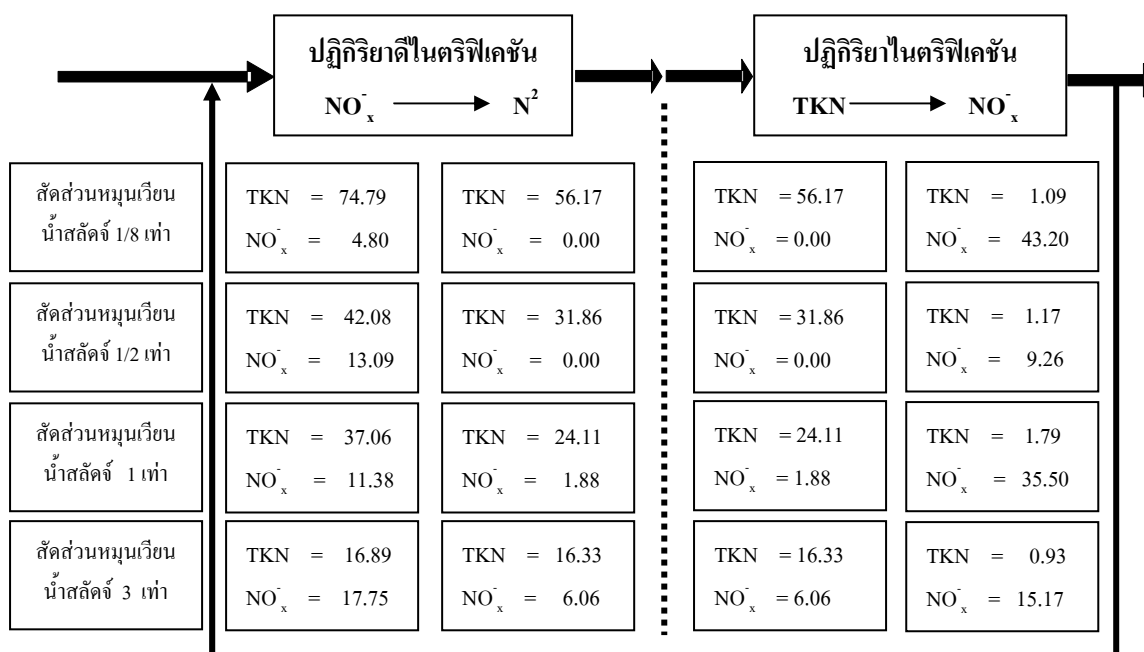 ปฏิกิริยาดีไนตริฟิเคชัน
NO⁻ₓ → N²
ปฏิกิริยาไนตริฟิเคชัน
TKN → NO⁻ₓ
สัดส่วนหมุนเวียน
น้ำสลัดจ์ 1/8 เท่า
TKN = 74.79
NO⁻ₓ = 4.80
TKN = 56.17
NO⁻ₓ = 0.00
TKN = 56.17
NO⁻ₓ = 0.00
TKN = 1.09
NO⁻ₓ = 43.20
สัดส่วนหมุนเวียน
น้ำสลัดจ์ 1/2 เท่า
TKN = 42.08
NO⁻ₓ = 13.09
TKN = 31.86
NO⁻ₓ = 0.00
TKN = 31.86
NO⁻ₓ = 0.00
TKN = 1.17
NO⁻ₓ = 9.26
สัดส่วนหมุนเวียน
น้ำสลัดจ์ 1 เท่า
TKN = 37.06
NO⁻ₓ = 11.38
TKN = 24.11
NO⁻ₓ = 1.88
TKN = 24.11
NO⁻ₓ = 1.88
TKN = 1.79
NO⁻ₓ = 35.50
สัดส่วนหมุนเวียน
น้ำสลัดจ์ 3 เท่า
TKN = 16.89
NO⁻ₓ = 17.75
TKN = 16.33
NO⁻ₓ = 6.06
TKN = 16.33
NO⁻ₓ = 6.06
TKN = 0.93
NO⁻ₓ = 15.17